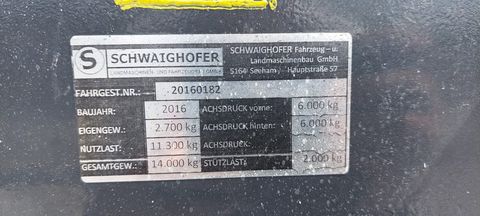 S SCHWAIGHOFER
LANDMASCHINEN- UND FAHRZEUGBAU GMBH
SCHWAIGHOFER Fahrzeug – u.
Landmaschinenbau GmbH
5164 Seeham, Hauptstraße 57
FAHRGEST.NR.: 20160182
BAUJAHR: 2016 ACHSDRUCK vorne: 6.000 kg
EIGENGEW.: 2.700 kg ACHSDRUCK hinten: 6.000 kg
NUTZLAST: 11.300 kg ACHSDRUCK:
GESAMTGEW.: 14.000 kg STÜTZLAST: 2.000 kg